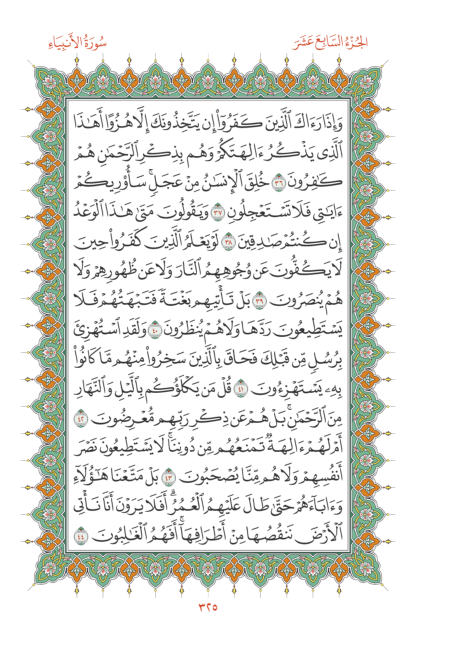 الجُزْءُ السَّابِعَ عَشَرَ
سُورَةُ الأَنبِيَاءِ
وَإِذَا رَءَاكَ ٱلَّذِينَ كَفَرُوٓاْ إِن يَتَّخِذُونَكَ إِلَّا هُزُوًا أَهَٰذَا
ٱلَّذِي يَذۡكُرُ ءَالِهَتَكُمۡ وَهُم بِذِكۡرِ ٱلرَّحۡمَٰنِ هُمۡ
كَٰفِرُونَ ٣٦ خُلِقَ ٱلۡإِنسَٰنُ مِنۡ عَجَلٖۚ سَأُوْرِيكُمۡ
ءَايَٰتِي فَلَا تَسۡتَعۡجِلُونِ ٣٧ وَيَقُولُونَ مَتَىٰ هَٰذَا ٱلۡوَعۡدُ
إِن كُنتُمۡ صَٰدِقِينَ ٣٨ لَوۡ يَعۡلَمُ ٱلَّذِينَ كَفَرُواْ حِينَ
لَا يَكُفُّونَ عَن وُجُوهِهِمُ ٱلنَّارَ وَلَا عَن ظُهُورِهِمۡ وَلَا
هُمۡ يُنصَرُونَ ٣٩ بَلۡ تَأۡتِيهِم بَغۡتَةٗ فَتَبۡهَتُهُمۡ فَلَا
يَسۡتَطِيعُونَ رَدَّهَا وَلَا هُمۡ يُنظَرُونَ ٤٠ وَلَقَدِ ٱسۡتُهۡزِئَ
بِرُسُلٖ مِّن قَبۡلِكَ فَحَاقَ بِٱلَّذِينَ سَخِرُواْ مِنۡهُم مَّا كَانُواْ
بِهِۦ يَسۡتَهۡزِءُونَ ٤١ قُلۡ مَن يَكۡلَؤُكُم بِٱلَّيۡلِ وَٱلنَّهَارِ
مِنَ ٱلرَّحۡمَٰنِۚ بَلۡ هُمۡ عَن ذِكۡرِ رَبِّهِم مُّعۡرِضُونَ ٤٢
أَمۡ لَهُمۡ ءَالِهَةٞ تَمۡنَعُهُم مِّن دُونِنَاۚ لَا يَسۡتَطِيعُونَ نَصۡرَ
أَنفُسِهِمۡ وَلَا هُم مِّنَّا يُصۡحَبُونَ ٤٣ بَلۡ مَتَّعۡنَا هَٰٓؤُلَآءِ
وَءَابَآءَهُمۡ حَتَّىٰ طَالَ عَلَيۡهِمُ ٱلۡعُمُرُۗ أَفَلَا يَرَوۡنَ أَنَّا نَأۡتِي
ٱلۡأَرۡضَ نَنقُصُهَا مِنۡ أَطۡرَافِهَآۚ أَفَهُمُ ٱلۡغَٰلِبُونَ ٤٤
٣٢٥